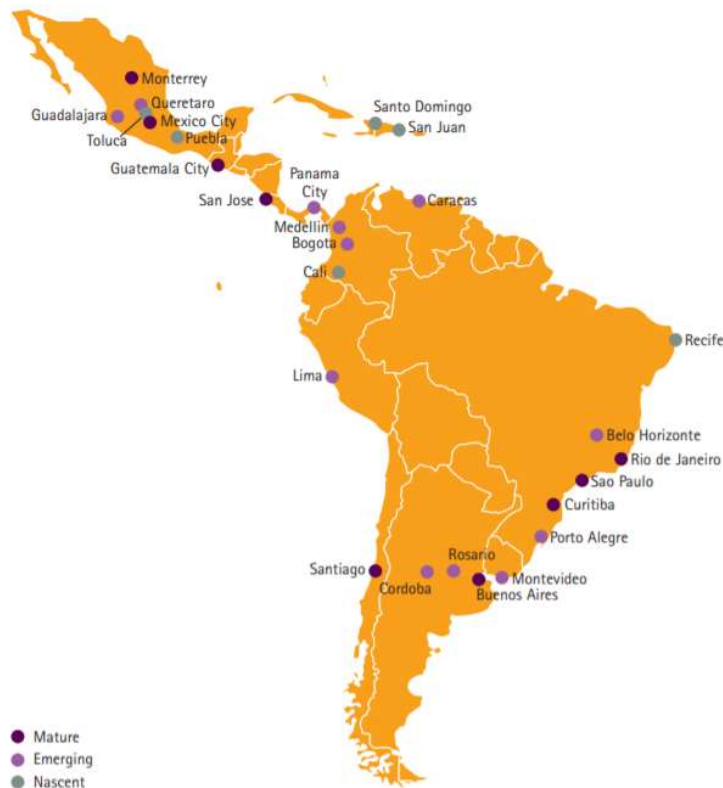 Monterrey
Queretaro
Guadalajara
Mexico City
Toluca
Puebla
Santo Domingo
San Juan
Guatemala City
Panama
City
San Jose
Caracas
Medellin
Bogota
Cali
Recife
Lima
Belo Horizonte
Rio de Janeiro
Sao Paulo
Curitiba
Porto Alegre
Rosario
Santiago
Cordoba
Montevideo
Buenos Aires
Mature
Emerging
Nascent